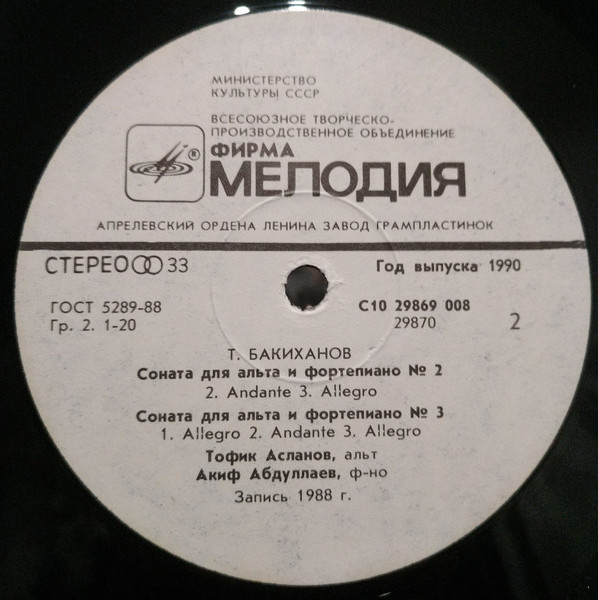 МИНИСТЕРСТВО
КУЛЬТУРЫ СССР
ВСЕСОЮЗНОЕ ТВОРЧЕСКО-
ПРОИЗВОДСТВЕННОЕ ОБЪЕДИНЕНИЕ
ФИРМА
® МЕЛОДИЯ
АПРЕЛЕВСКИЙ ОРДЕНА ЛЕНИНА ЗАВОД ГРАМПЛАСТИНОК
СТЕРЕО 33
Год выпуска 1990
ГОСТ 5289-88
С10 29869 008
Гр. 2. 1-20
29870
2
Т. БАКИХАНОВ
Соната для альта и фортепиано № 2
2. Andante 3. Allegro
Соната для альта и фортепиано № 3
1. Allegro 2. Andante 3. Allegro
Тофик Асланов, альт
Акиф Абдуллаев, ф-но
Запись 1988 г.